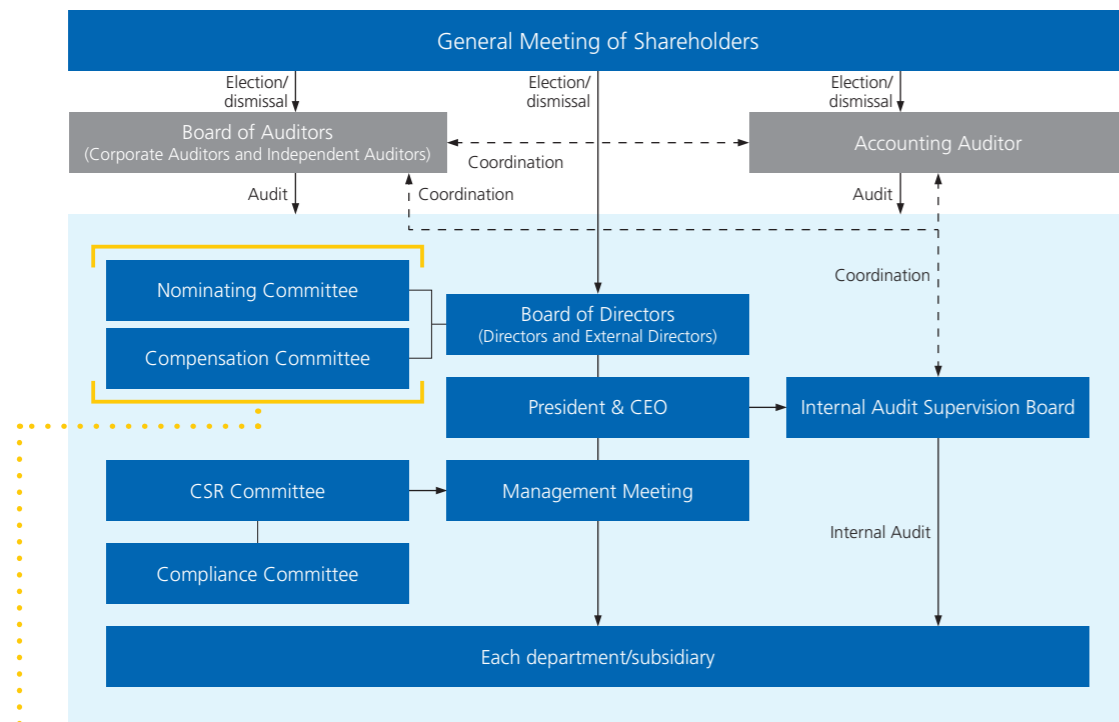 General Meeting of Shareholders
Election/
dismissal
Election/
dismissal
Election/
dismissal
Board of Auditors
(Corporate Auditors and Independent Auditors)
Coordination
Accounting Auditor
Audit
Coordination
Audit
Nominating Committee
Coordination
Board of Directors
(Directors and External Directors)
Compensation Committee
President & CEO
Internal Audit Supervision Board
CSR Committee
Management Meeting
Internal Audit
Compliance Committee
Each department/subsidiary